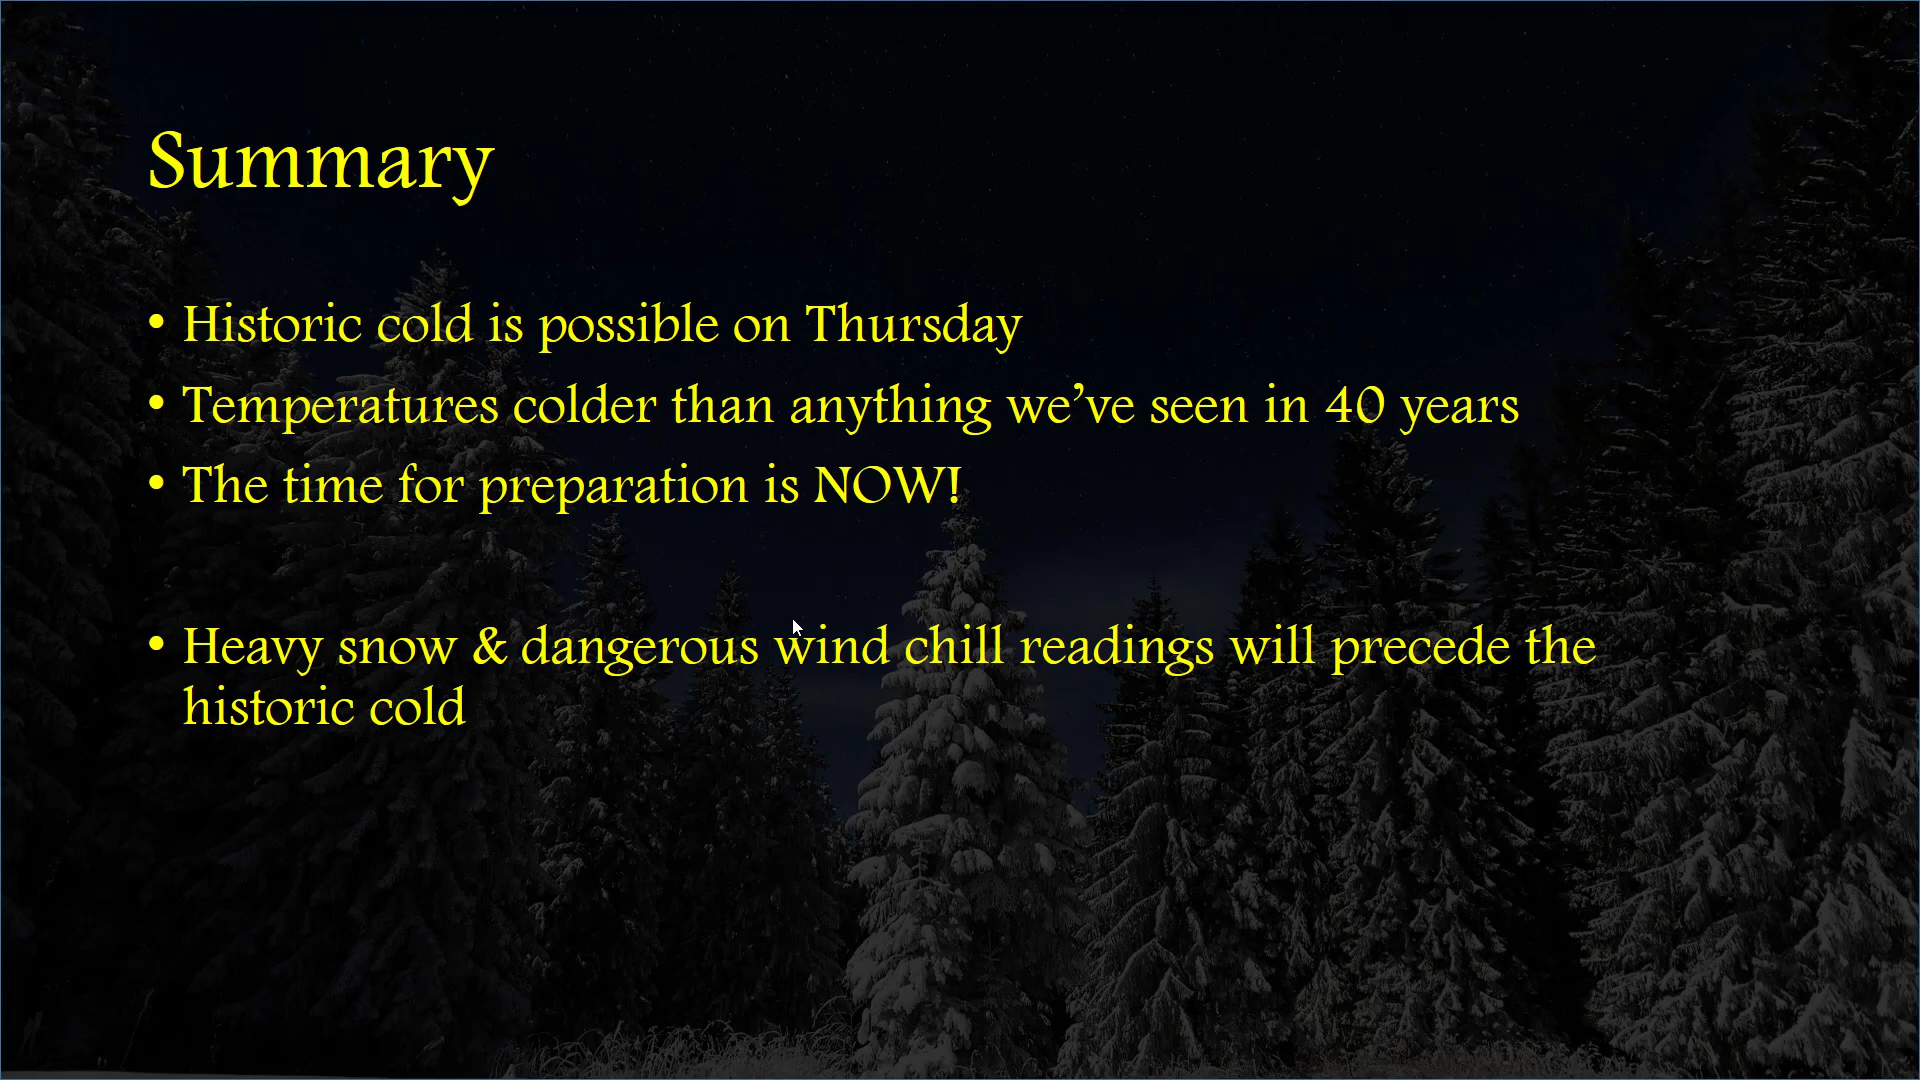 Summary
• Historic cold is possible on Thursday
• Temperatures colder than anything we’ve seen in 40 years
• The time for preparation is NOW!
• Heavy snow & dangerous wind chill readings will precede the
historic cold